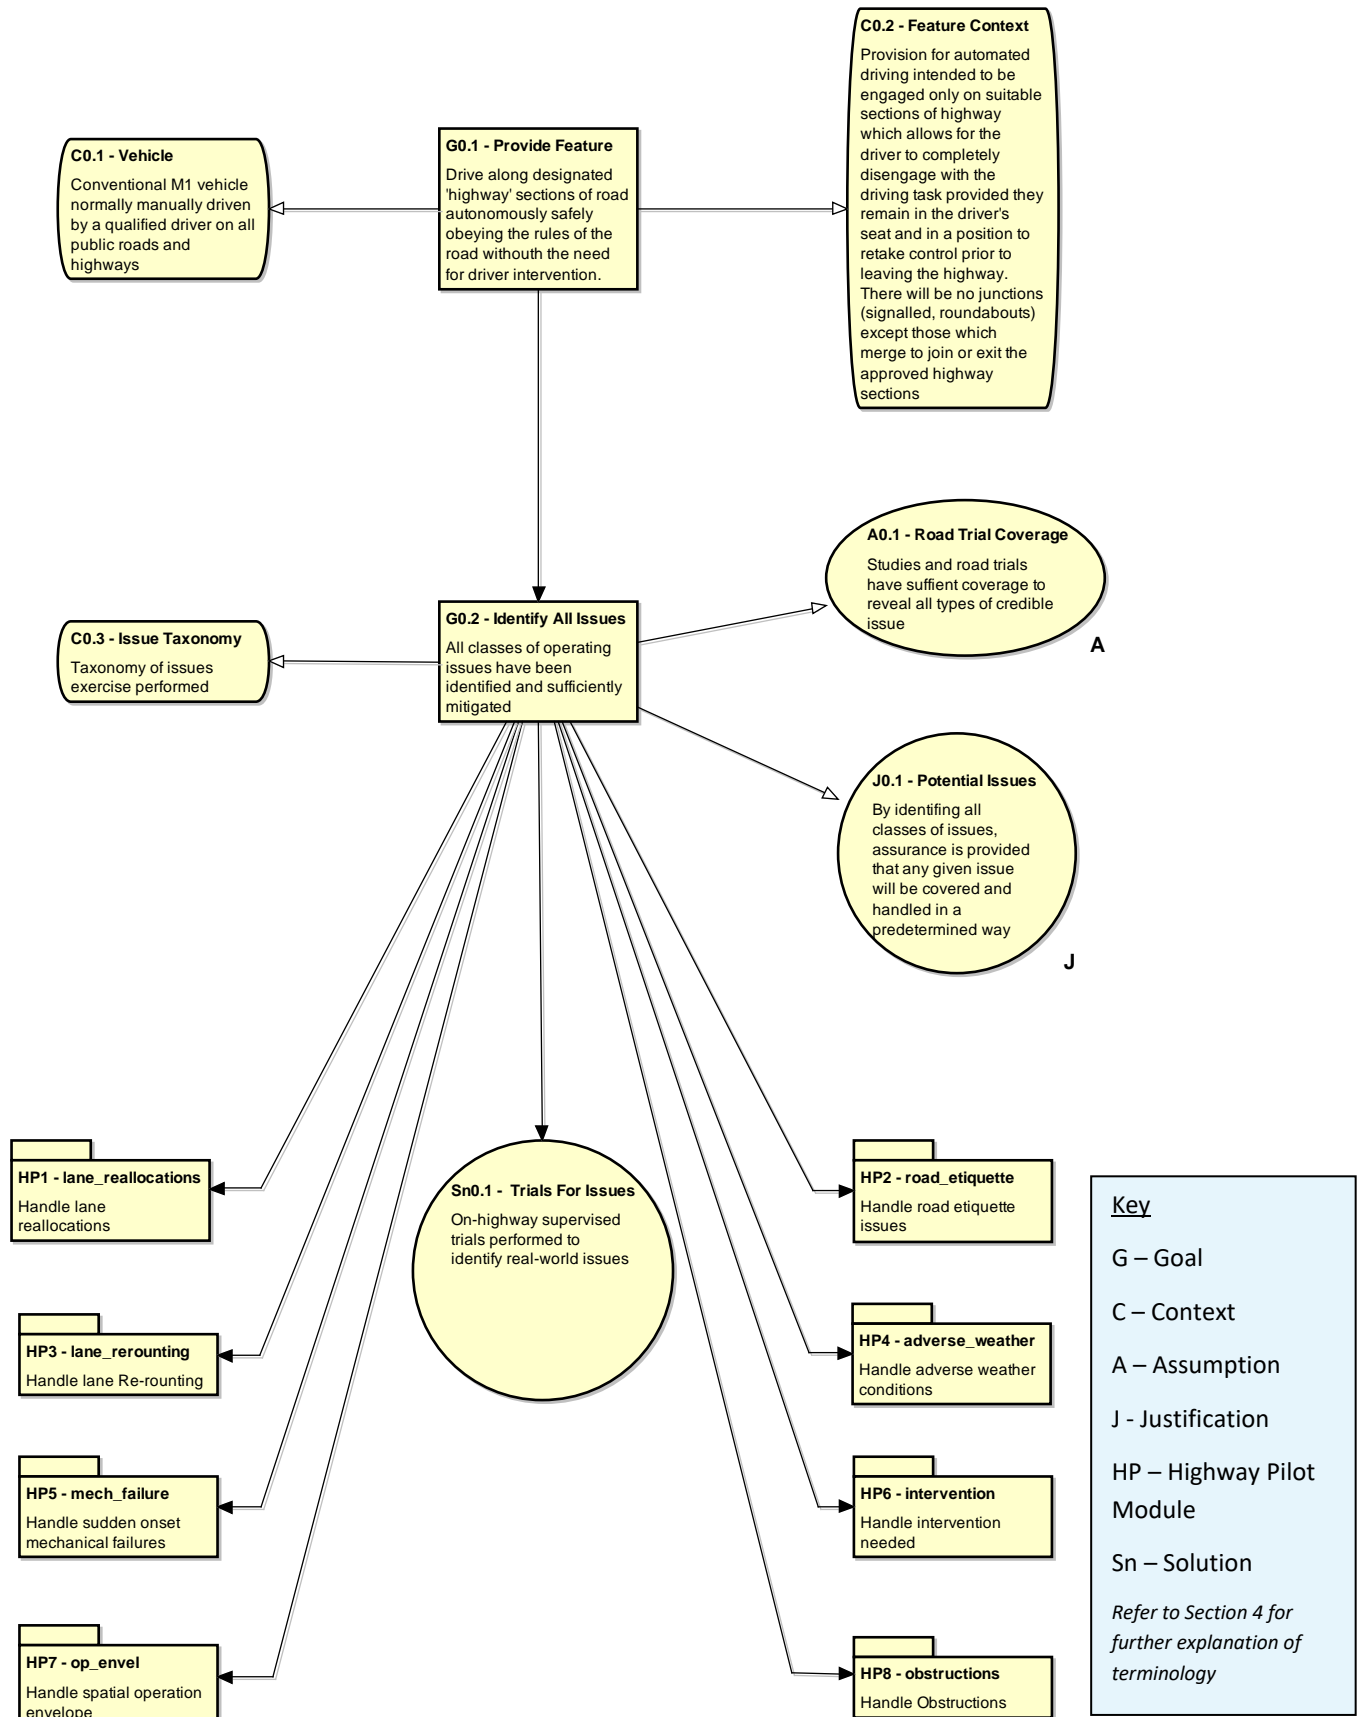 C0.2 - Feature Context
Provision for automated
driving intended to be
engaged only on suitable
sections of highway
which allows for the
driver to completely
disengage with the
driving task provided they
remain in the driver's
seat and in a position to
retake control prior to
leaving the highway.
There will be no junctions
(signalled, roundabouts)
except those which
merge to join or exit the
approved highway
sections
C0.1 - Vehicle
Conventional M1 vehicle
normally manually driven
by a qualified driver on all
public roads and
highways
G0.1 - Provide Feature
Drive along designated
'highway' sections of road
autonomously safely
obeying the rules of the
road withouth the need
for driver intervention.
A0.1 - Road Trial Coverage
Studies and road trials
have suffient coverage to
reveal all types of credible
issue
A
C0.3 - Issue Taxonomy
Taxonomy of issues
exercise performed
G0.2 - Identify All Issues
All classes of operating
issues have been
identified and sufficiently
mitigated
J0.1 - Potential Issues
By identifing all
classes of issues,
assurance is provided
that any given issue
will be covered and
handled in a
predetermined way
J
HP1 - lane_reallocations
Handle lane
reallocations
Sn0.1 - Trials For Issues
On-highway supervised
trials performed to
identify real-world issues
HP2 - road_etiquette
Handle road etiquette
issues
HP3 - lane_rerounting
Handle lane Re-rounting
HP4 - adverse_weather
Handle adverse weather
conditions
HP5 - mech_failure
Handle sudden onset
mechanical failures
HP6 - intervention
Handle intervention
needed
HP7 - op_envel
Handle spatial operation
envelope
HP8 - obstructions
Handle Obstructions
Key
G – Goal
C – Context
A – Assumption
J - Justification
HP – Highway Pilot
Module
Sn – Solution
Refer to Section 4 for
further explanation of
terminology